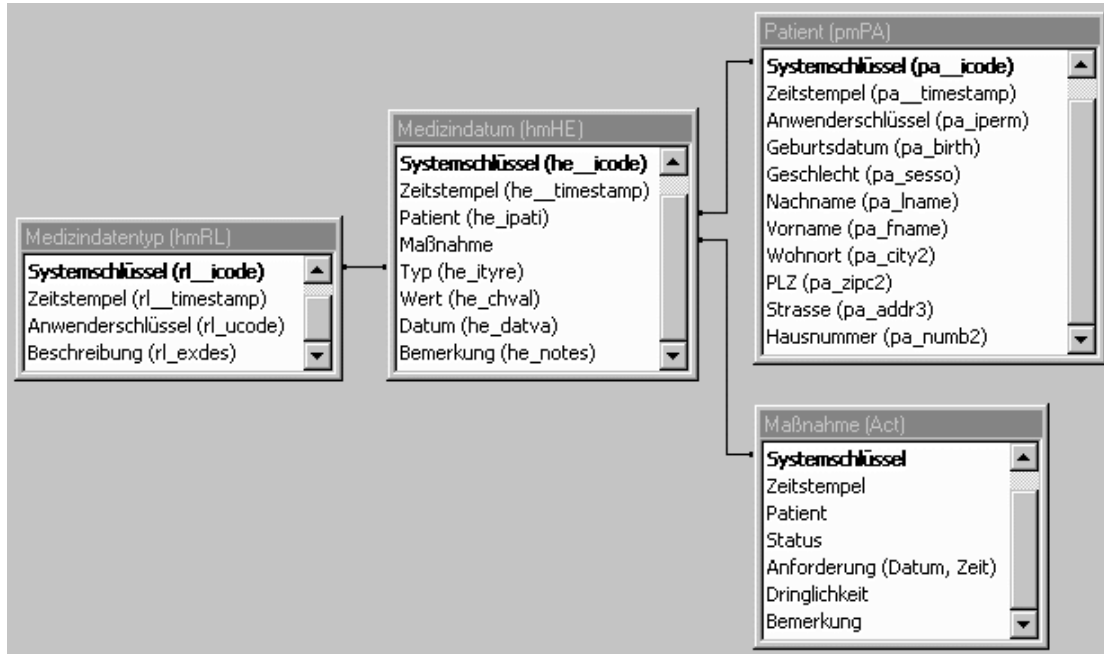 Medizindatentyp (hmRL)
Systemschlüssel (rl__icode)
Zeitstempel (rl__timestamp)
Anwenderschlüssel (rl_ucode)
Beschreibung (rl_exdes)
Medizindatum (hmHE)
Systemschlüssel (he__icode)
Zeitstempel (he__timestamp)
Patient (he_ipati)
Maßnahme
Typ (he_ityre)
Wert (he_chval)
Datum (he_datva)
Bemerkung (he_notes)
Patient (pmPA)
Systemschlüssel (pa__icode)
Zeitstempel (pa__timestamp)
Anwenderschlüssel (pa_iperm)
Geburtsdatum (pa_birth)
Geschlecht (pa_sesso)
Nachname (pa_lname)
Vorname (pa_fname)
Wohnort (pa_city2)
PLZ (pa_zipc2)
Strasse (pa_addr3)
Hausnummer (pa_numb2)
Maßnahme (Act)
Systemschlüssel
Zeitstempel
Patient
Status
Anforderung (Datum, Zeit)
Dringlichkeit
Bemerkung